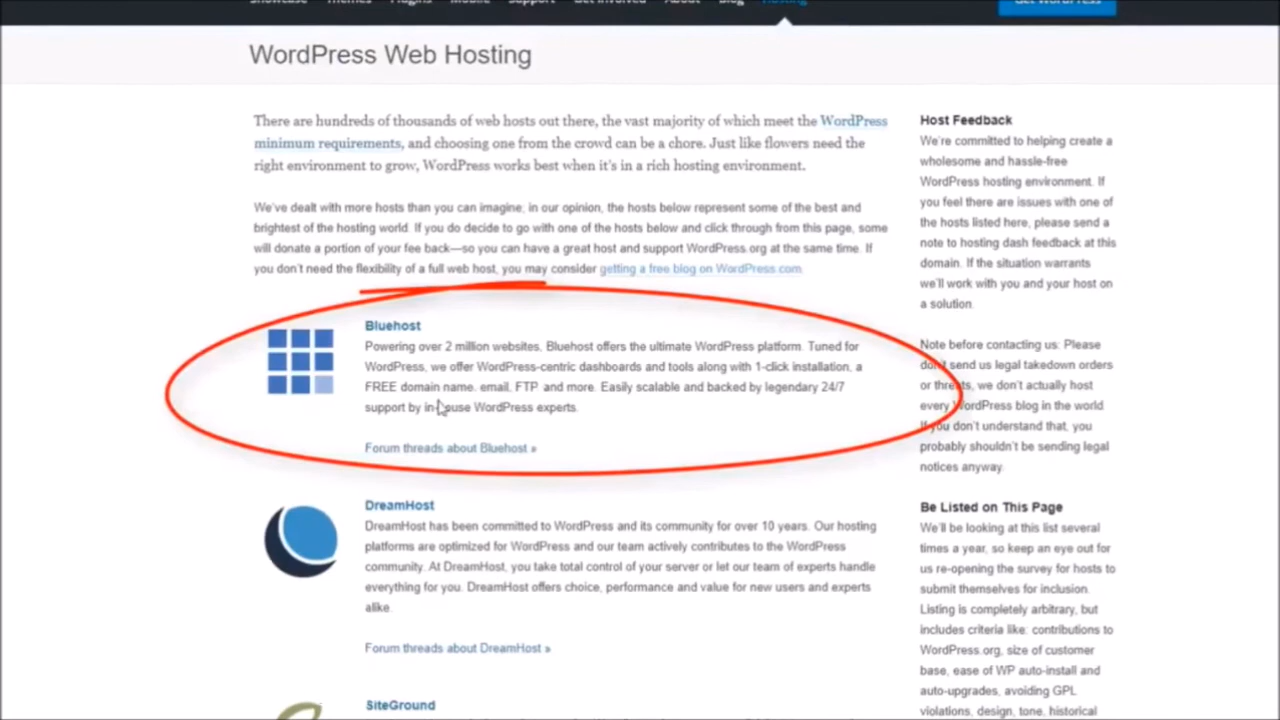 Showcase Themes Plugins Mobile Support Get Involved About Blog Hosting
Get WordPress
WordPress Web Hosting
There are hundreds of thousands of web hosts out there, the vast majority of which meet the WordPress
minimum requirements, and choosing one from the crowd can be a chore. Just like flowers need the
right environment to grow, WordPress works best when it's in a rich hosting environment.
We've dealt with more hosts than you can imagine; in our opinion, the hosts below represent some of the best and
brightest of the hosting world. If you do decide to go with one of the hosts below and click through from this page, some
will donate a portion of your fee back—so you can have a great host and support WordPress.org at the same time. If
you don't need the flexibility of a full web host, you may consider getting a free blog on WordPress.com.
Bluehost
Powering over 2 million websites, Bluehost offers the ultimate WordPress platform. Tuned for
WordPress, we offer WordPress-centric dashboards and tools along with 1-click installation, a
FREE domain name, email, FTP, and more. Easily scalable and backed by legendary 24/7
support by in-house WordPress experts.
Forum threads about Bluehost »
DreamHost
DreamHost has been committed to WordPress and its community for over 10 years. Our hosting
platforms are optimized for WordPress and our team actively contributes to the WordPress
community. At DreamHost, you take total control of your server or let our team of experts handle
everything for you. DreamHost offers choice, performance and value for new users and experts
alike.
Forum threads about DreamHost »
SiteGround
Host Feedback
We're committed to helping create a
wholesome and hassle-free
WordPress hosting environment. If
you feel there are issues with one of
the hosts listed here, please send a
note to hosting dash feedback at this
domain. If the situation warrants
we'll work with you and your host on
a solution.
Note before contacting us: Please
don't send us legal takedown orders
or threats, we don't actually host
every WordPress blog in the world.
If you don't understand that, you
probably shouldn't be sending legal
notices anyway.
Be Listed on This Page
We'll be looking at this list several
times a year, so keep an eye out for
us re-opening the survey for hosts to
submit themselves for inclusion.
Listing is completely arbitrary, but
includes criteria like: contributions to
WordPress.org, size of customer
base, ease of WP auto-install and
auto-upgrades, avoiding GPL
violations, design, tone, historical